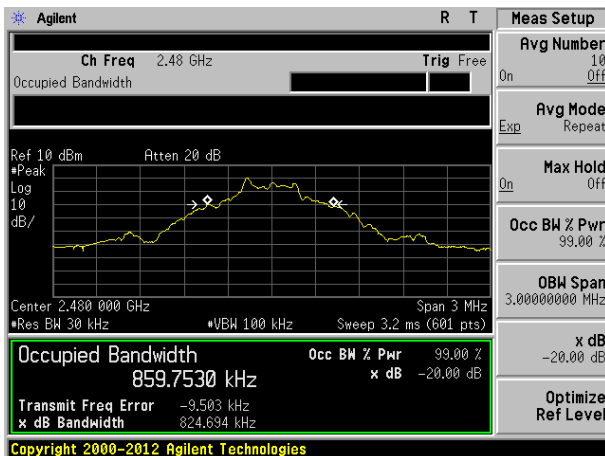 Agilent R T
Ch Freq 2.48 GHz Trig Free
Occupied Bandwidth
Ref 10 dBm Atten 20 dB
#Peak
Log
10
dB/
Center 2.480 000 GHz Span 3 MHz
#Res BW 30 kHz #VBW 100 kHz Sweep 3.2 ms (601 pts)
Occupied Bandwidth Occ BW % Pwr 99.00 %
859.7530 kHz x dB -20.00 dB
Transmit Freq Error -9.503 kHz
x dB Bandwidth 824.694 kHz
Copyright 2000-2012 Agilent Technologies
Meas Setup
Avg Number
10
On Off
Avg Mode
Exp Repeat
Max Hold
On Off
Occ BW % Pwr
99.00 %
OBW Span
3.00000000 MHz
x dB
-20.00 dB
Optimize
Ref Level